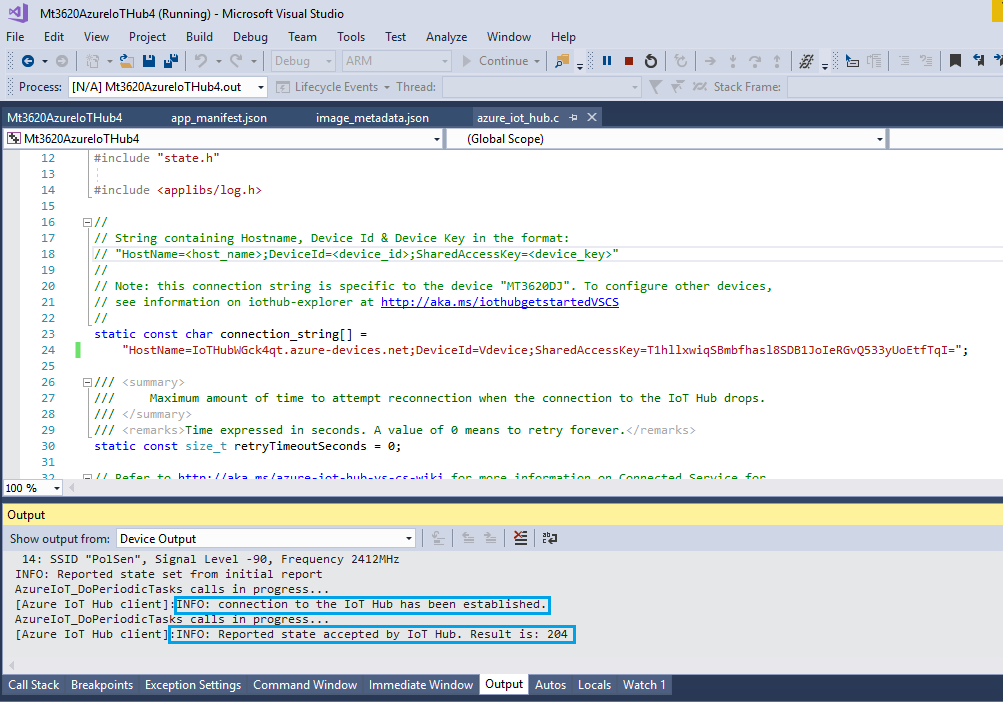 Mt3620AzureIoTHub4 (Running) - Microsoft Visual Studio
File Edit View Project Build Debug Team Tools Test Analyze Window Help
Debug ARM Continue
Process: [N/A] Mt3620AzureIoTHub4.out Lifecycle Events Thread: Stack Frame:
Mt3620AzureIoTHub4 app_manifest.json image_metadata.json azure_iot_hub.c
Mt3620AzureIoTHub4 (Global Scope)
12 #include "state.h"
13
14 #include <applibs/log.h>
15
16 //
17 // String containing Hostname, Device Id & Device Key in the format:
18 // "HostName=<host_name>;DeviceId=<device_id>;SharedAccessKey=<device_key>"
19 //
20 // Note: this connection string is specific to the device "MT3620DJ". To configure other devices,
21 // see information on iothub-explorer at http://aka.ms/iothubgetstartedVSCS
22 //
23 static const char connection_string[] =
24 "HostName=IoTHubWGck4qt.azure-devices.net;DeviceId=Vdevice;SharedAccessKey=T1hllxwiqSBmbfhasl8SDB1JoIeRGvQ533yUoEtfTqI=";
25
26 /// <summary>
27 /// Maximum amount of time to attempt reconnection when the connection to the IoT Hub drops.
28 /// </summary>
29 /// <remarks>Time expressed in seconds. A value of 0 means to retry forever.</remarks>
30 static const size_t retryTimeoutSeconds = 0;
31
32 // Refer to http://aka.ms/azure-iot-hub-vs-cs-wiki for more information on Connected Service for
100 %
Output
Show output from: Device Output
14: SSID "PolSen", Signal Level -90, Frequency 2412MHz
INFO: Reported state set from initial report
AzureIoT_DoPeriodicTasks calls in progress...
[Azure IoT Hub client]:INFO: connection to the IoT Hub has been established.
AzureIoT_DoPeriodicTasks calls in progress...
[Azure IoT Hub client]:INFO: Reported state accepted by IoT Hub. Result is: 204
Call Stack Breakpoints Exception Settings Command Window Immediate Window Output Autos Locals Watch 1